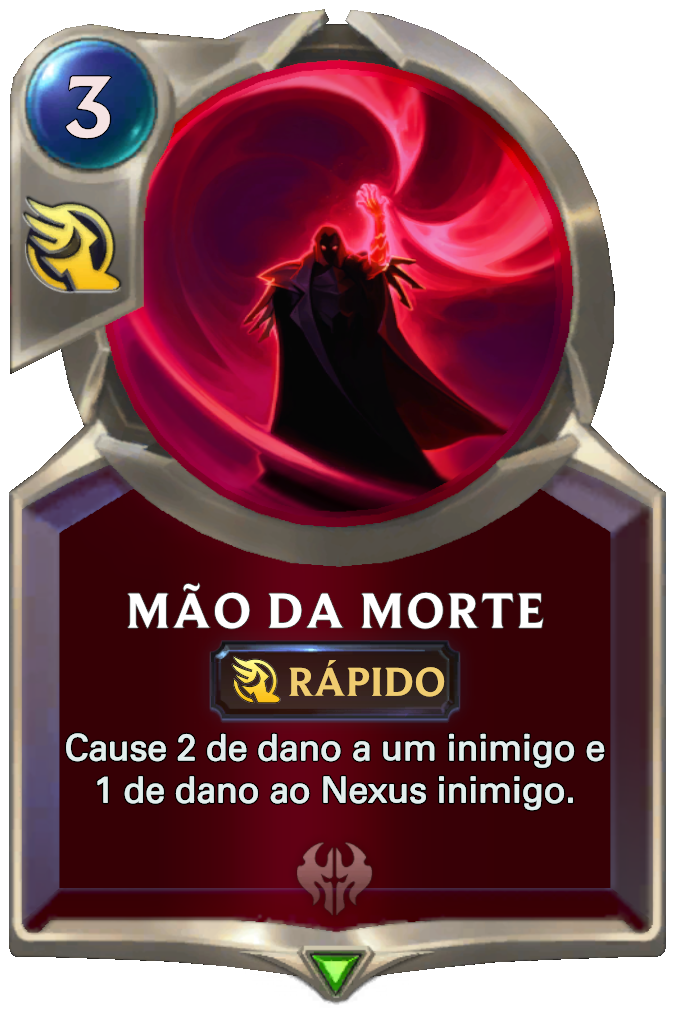 3
MÃO DA MORTE
RÁPIDO
Cause 2 de dano a um inimigo e
1 de dano ao Nexus inimigo.